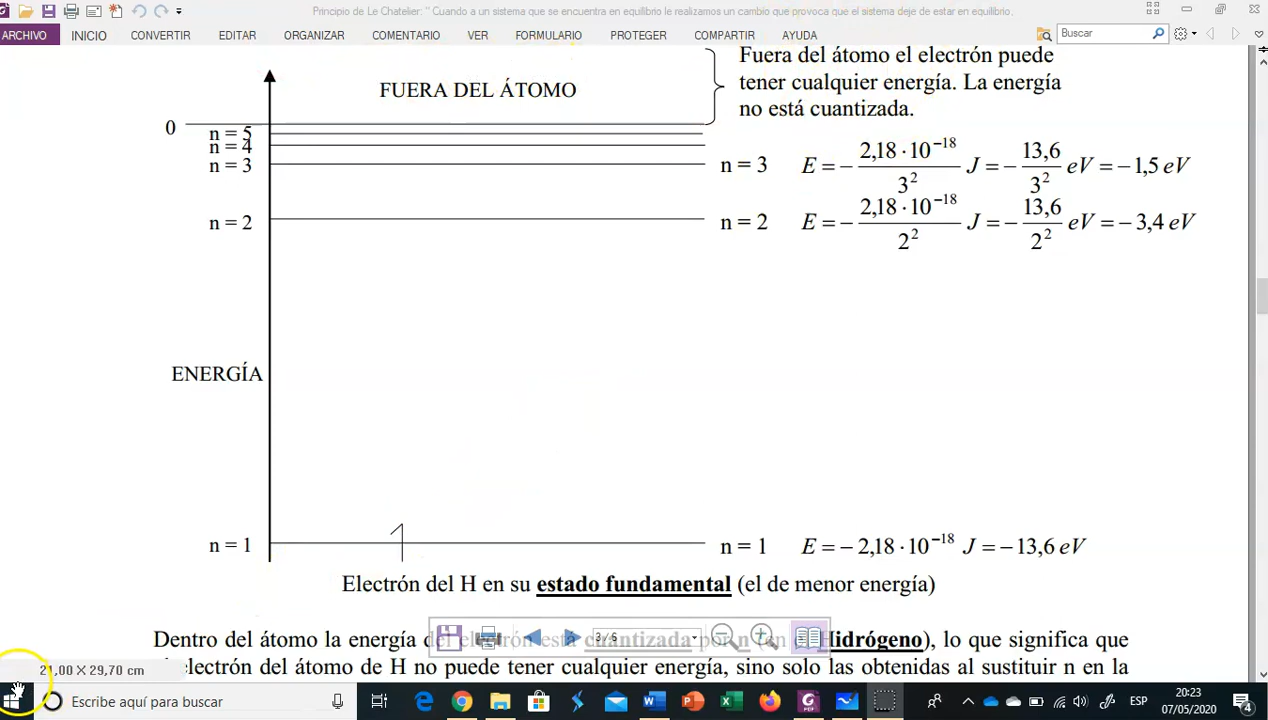 Principio de Le Chatelier: " Cuando a un sistema que se encuentra en equilibrio le realizamos un cambio que provoca que el sistema deje de estar en equilibrio,
ARCHIVO INICIO CONVERTIR EDITAR ORGANIZAR COMENTARIO VER FORMULARIO PROTEGER COMPARTIR AYUDA Buscar
Fuera del átomo el electrón puede
tener cualquier energía. La energía
no está cuantizada.
FUERA DEL ÁTOMO
0
n = 5
n = 4
n = 3 n = 3 E = − 2,18 · 10⁻¹⁸ / 3² J = − 13,6 / 3² eV = − 1,5 eV
n = 2 n = 2 E = − 2,18 · 10⁻¹⁸ / 2² J = − 13,6 / 2² eV = − 3,4 eV
ENERGÍA
n = 1 n = 1 E = − 2,18 · 10⁻¹⁸ J = − 13,6 eV
Electrón del H en su estado fundamental (el de menor energía)
Dentro del átomo la energía del electrón está cuantizada por n (en el Hidrógeno), lo que significa que
electrón del átomo de H no puede tener cualquier energía, sino solo las obtenidas al sustituir n en la
3 / 6
21,00 × 29,70 cm
Escribe aquí para buscar
ESP
20:23
07/05/2020
4